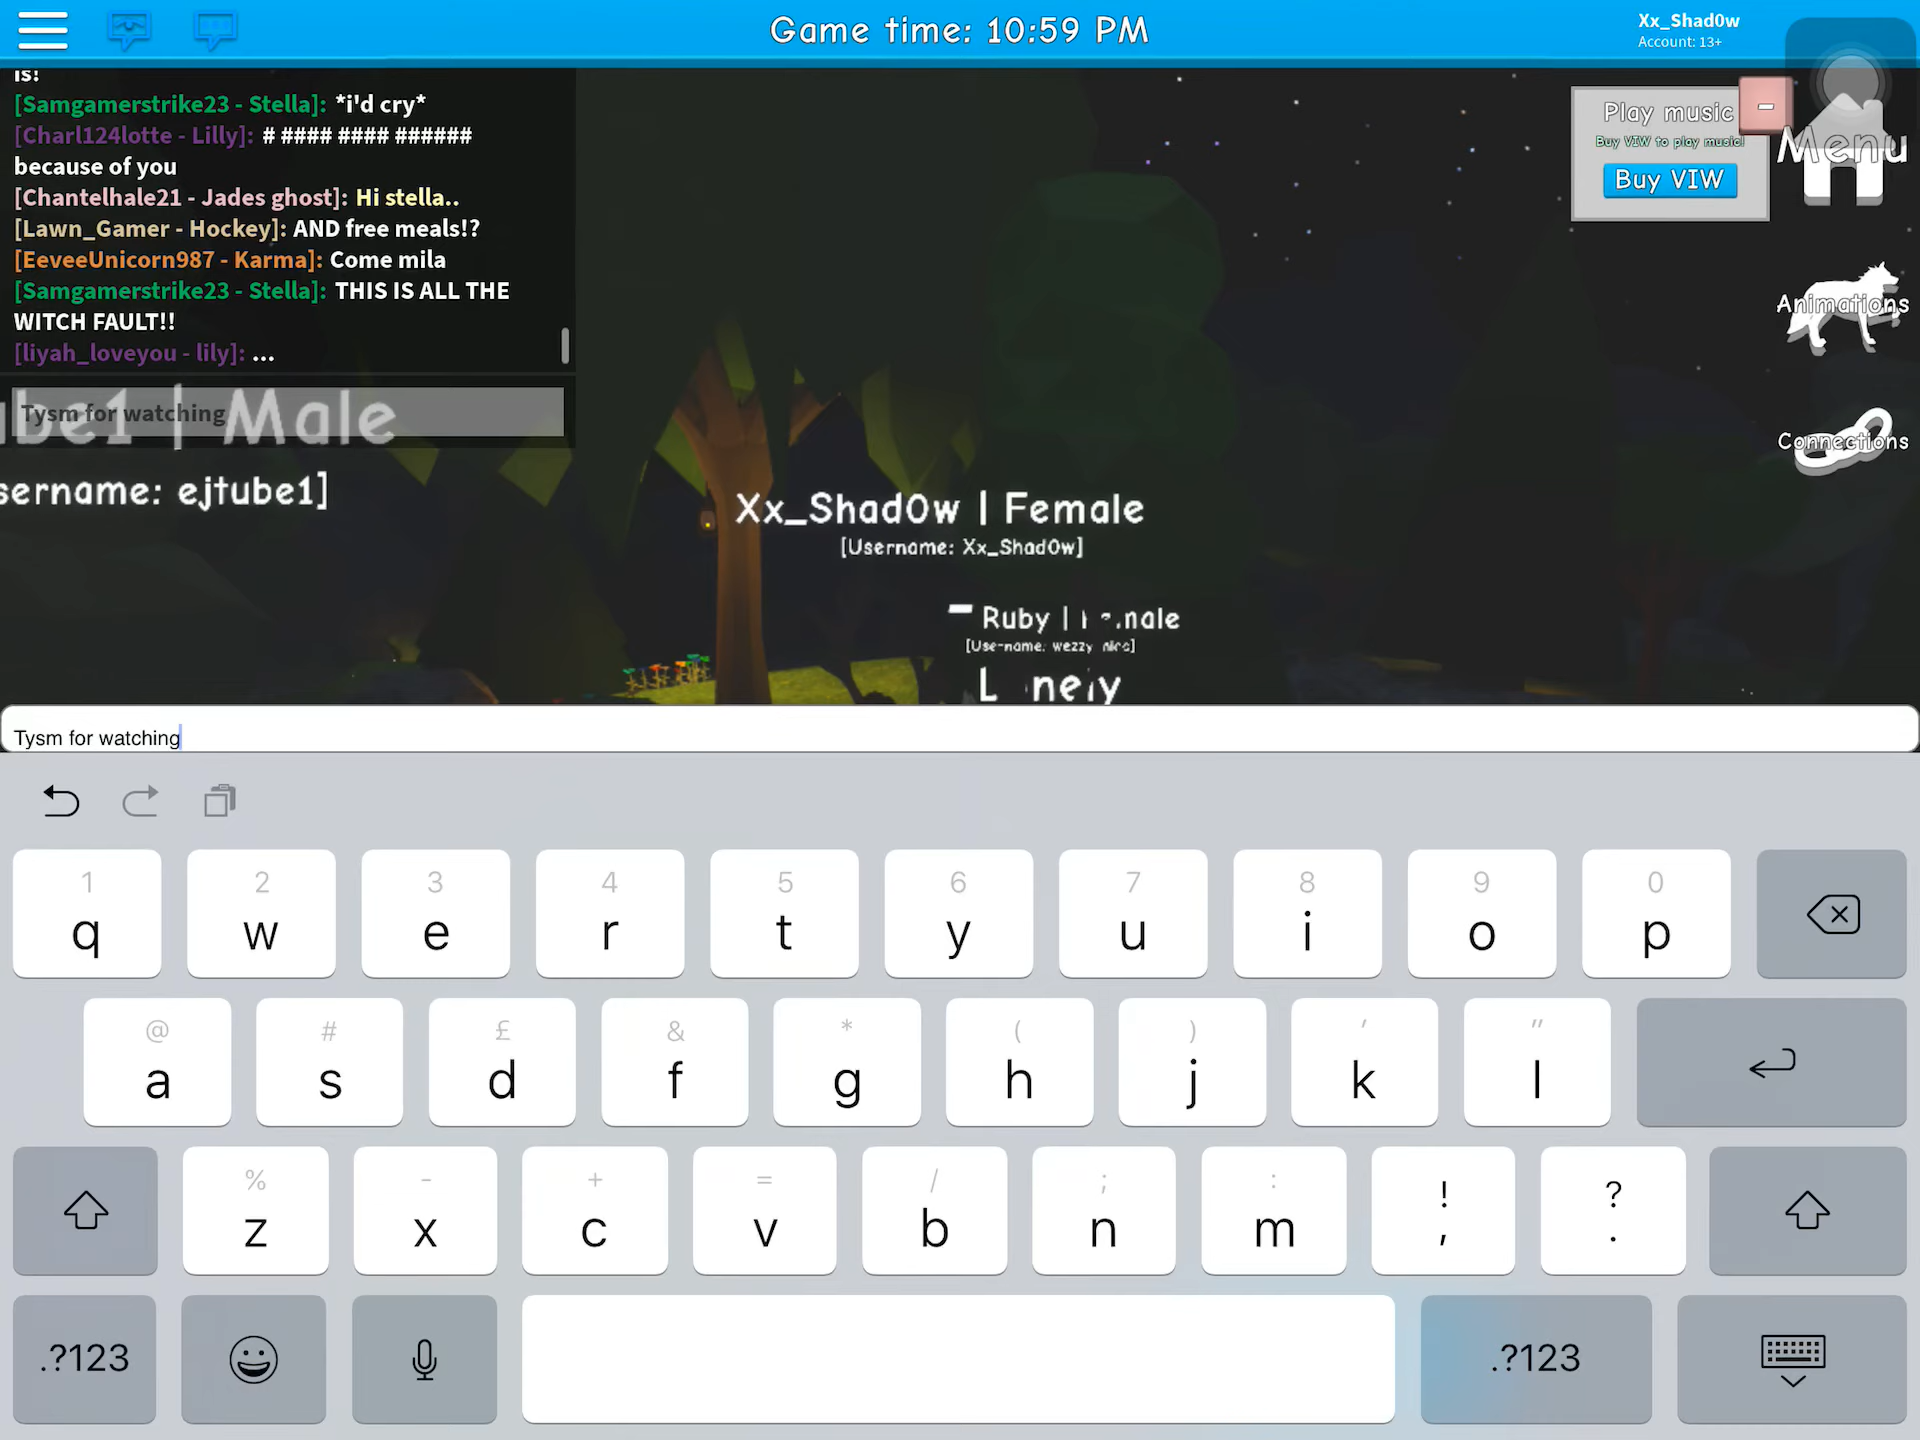 Game time: 10:59 PM
Xx_Shad0w
Account: 13+
is!
[Samgamerstrike23 - Stella]: *i'd cry*
[Charl124lotte - Lilly]: # #### #### ######
because of you
[Chantelhale21 - Jades ghost]: Hi stella..
[Lawn_Gamer - Hockey]: AND free meals!?
[EeveeUnicorn987 - Karma]: Come mila
[Samgamerstrike23 - Stella]: THIS IS ALL THE
WITCH FAULT!!
[liyah_loveyou - lily]: ...
Tysm for watching
ube1 | Male
sername: ejtube1]
Play music
-
Buy VIW to play music!
Buy VIW
Menu
Animations
Connections
Xx_Shad0w | Female
[Username: Xx_Shad0w]
Ruby |
Tysm for watching
1 2 3 4 5 6 7 8 9 0
q w e r t y u i o p
@ # £ & * ( ) ' "
a s d f g h j k l
% - + = / ; : ! ?
z x c v b n m , .
.?123 .?123